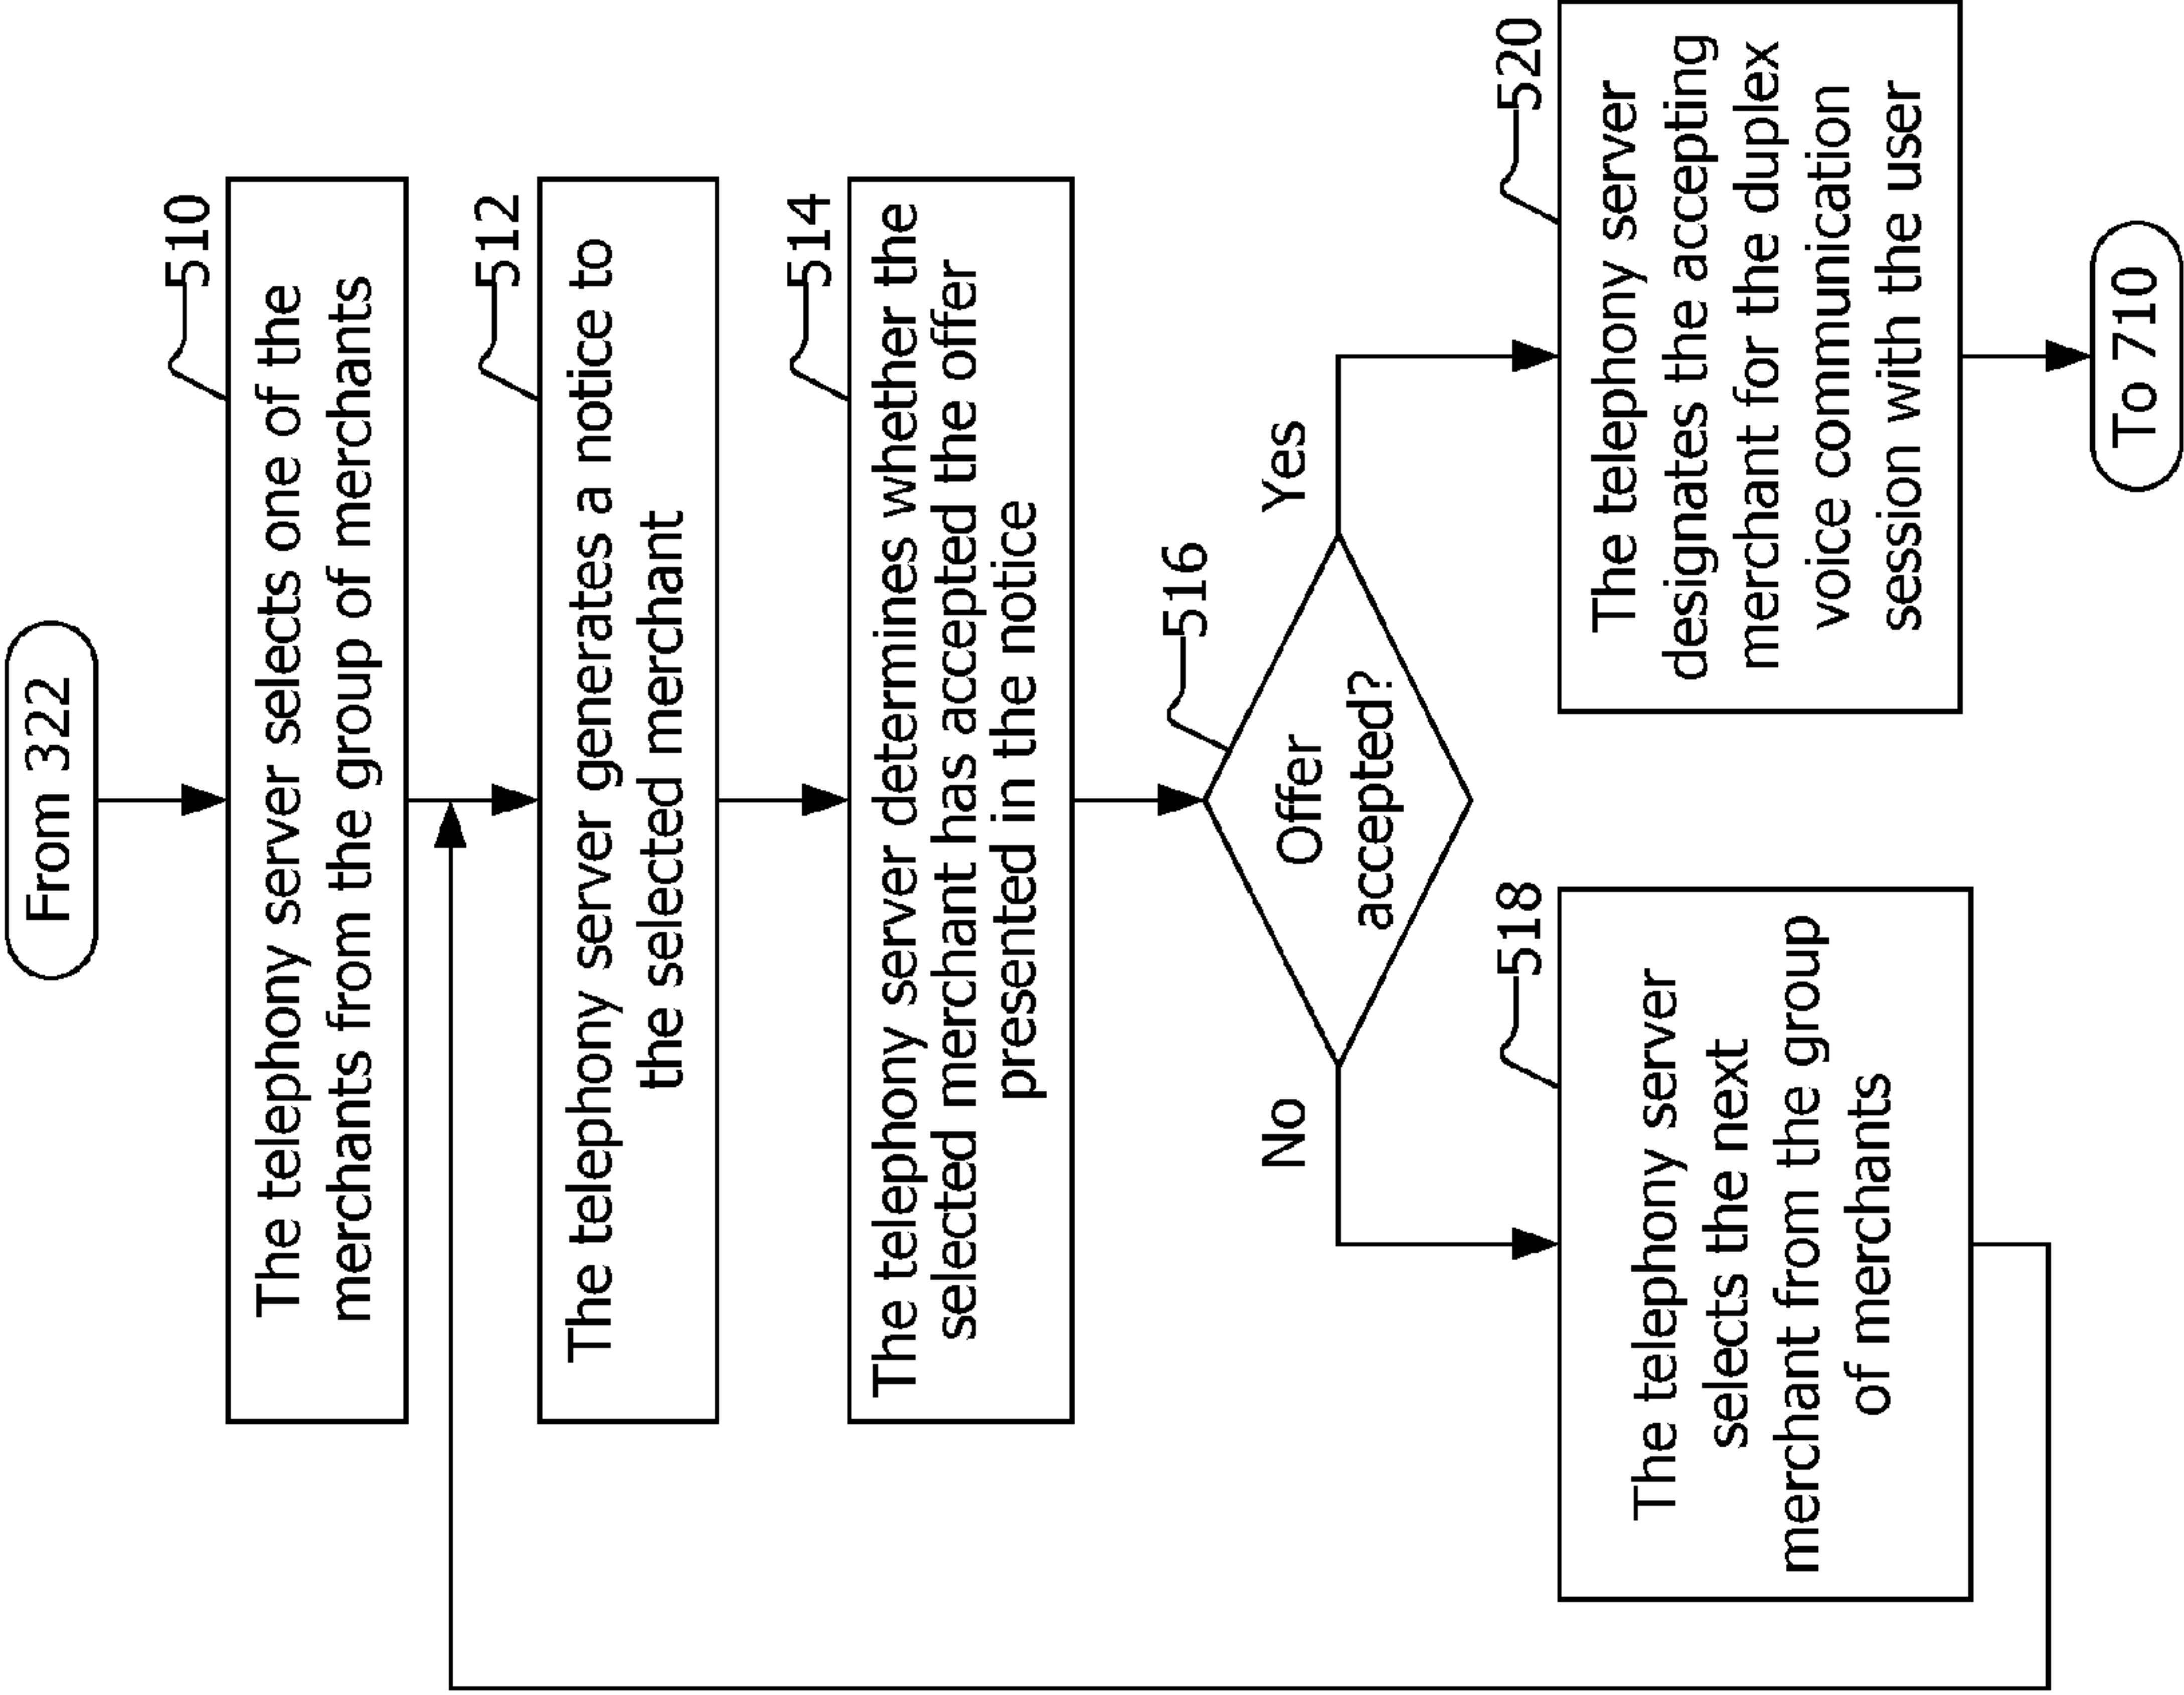 From 322
510
The telephony server selects one of the
merchants from the group of merchants
512
The telephony server generates a notice to
the selected merchant
514
The telephony server determines whether the
selected merchant has accepted the offer
presented in the notice
516
Offer
accepted?
No
Yes
518
The telephony server
selects the next
merchant from the group
of merchants
520
The telephony server
designates the accepting
merchant for the duplex
voice communication
session with the user
To 710